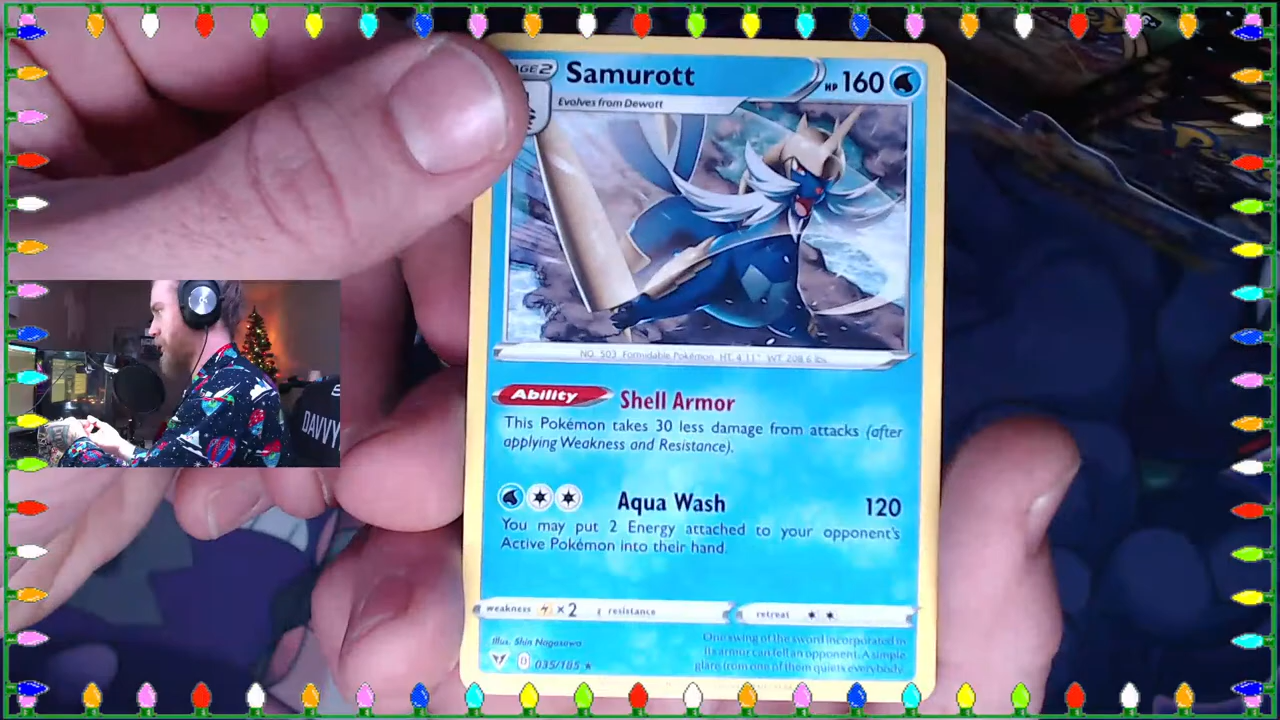 AGE2
Samurott
HP 160
Evolves from Dewott
NO. 503 Formidable Pokémon HT. 4'11" WT. 208.6 lbs.
Ability Shell Armor
This Pokémon takes 30 less damage from attacks (after
applying Weakness and Resistance).
Aqua Wash 120
You may put 2 Energy attached to your opponent's
Active Pokémon into their hand.
weakness ×2 resistance retreat
Illus. Shin Nagasawa
035/185 ★
One swing of the sword incorporated in
its armor can fell an opponent. A simple
glare from one of them quiets everybody.
DAVVY